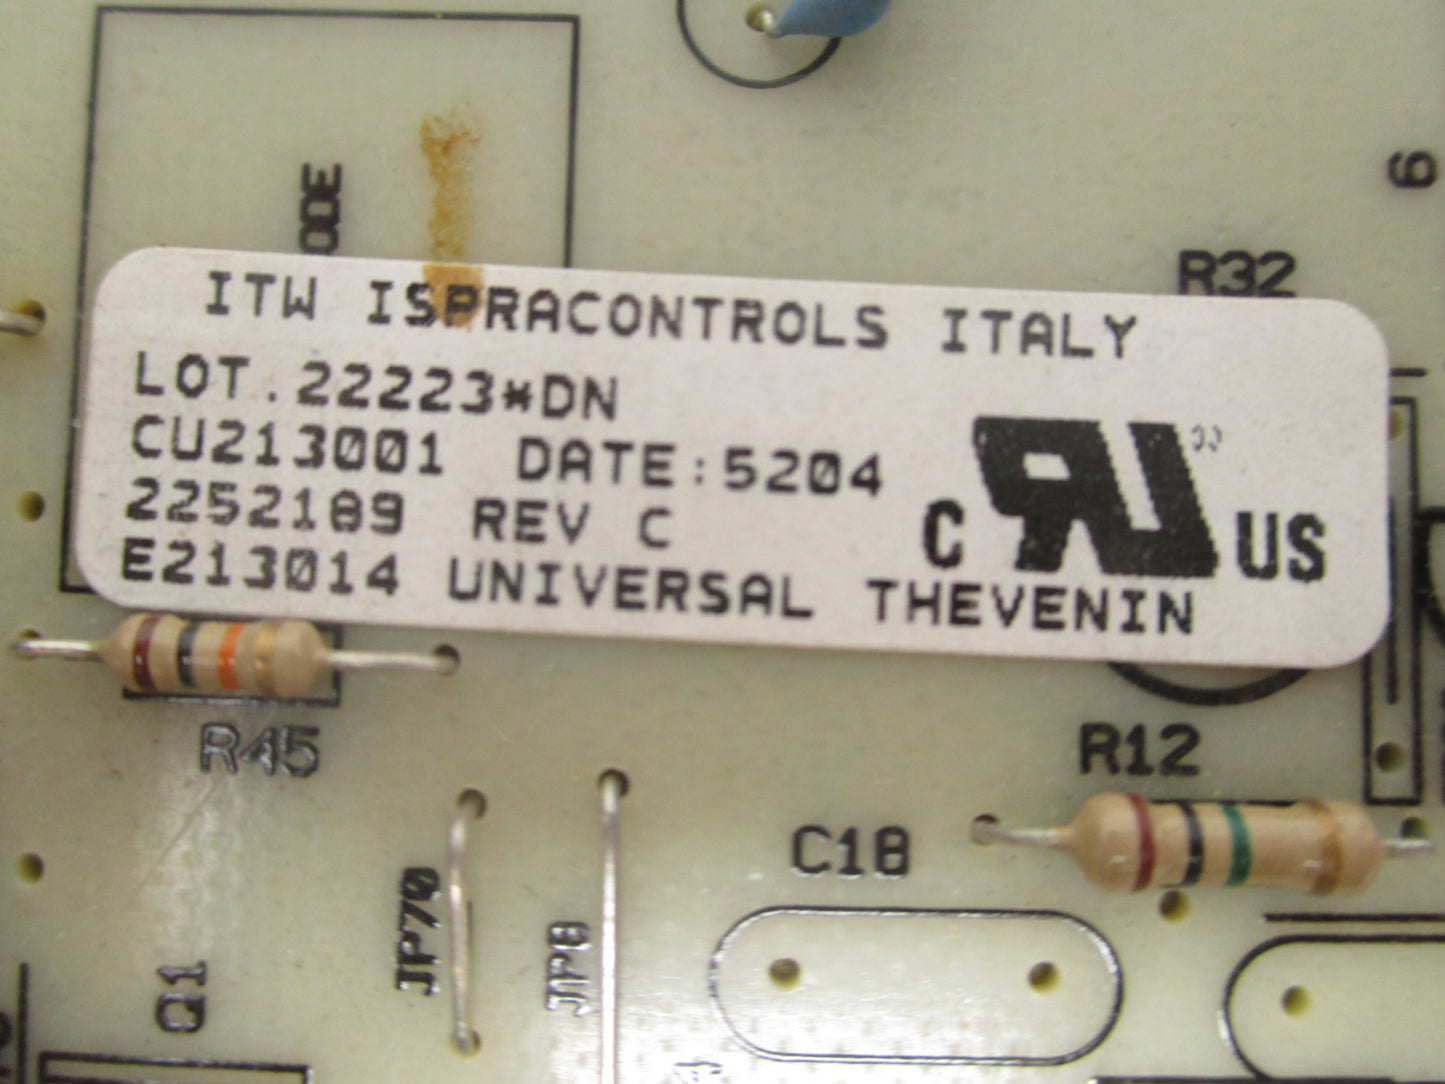 ODE
6
R32
ITW ISPRACONTROLS ITALY
LOT.22223*DN
CU213001 DATE:5204
2252189 REV C
E213014 UNIVERSAL THEVENIN
C RU US
R45
R12
C18
JP70
JP8
Q1